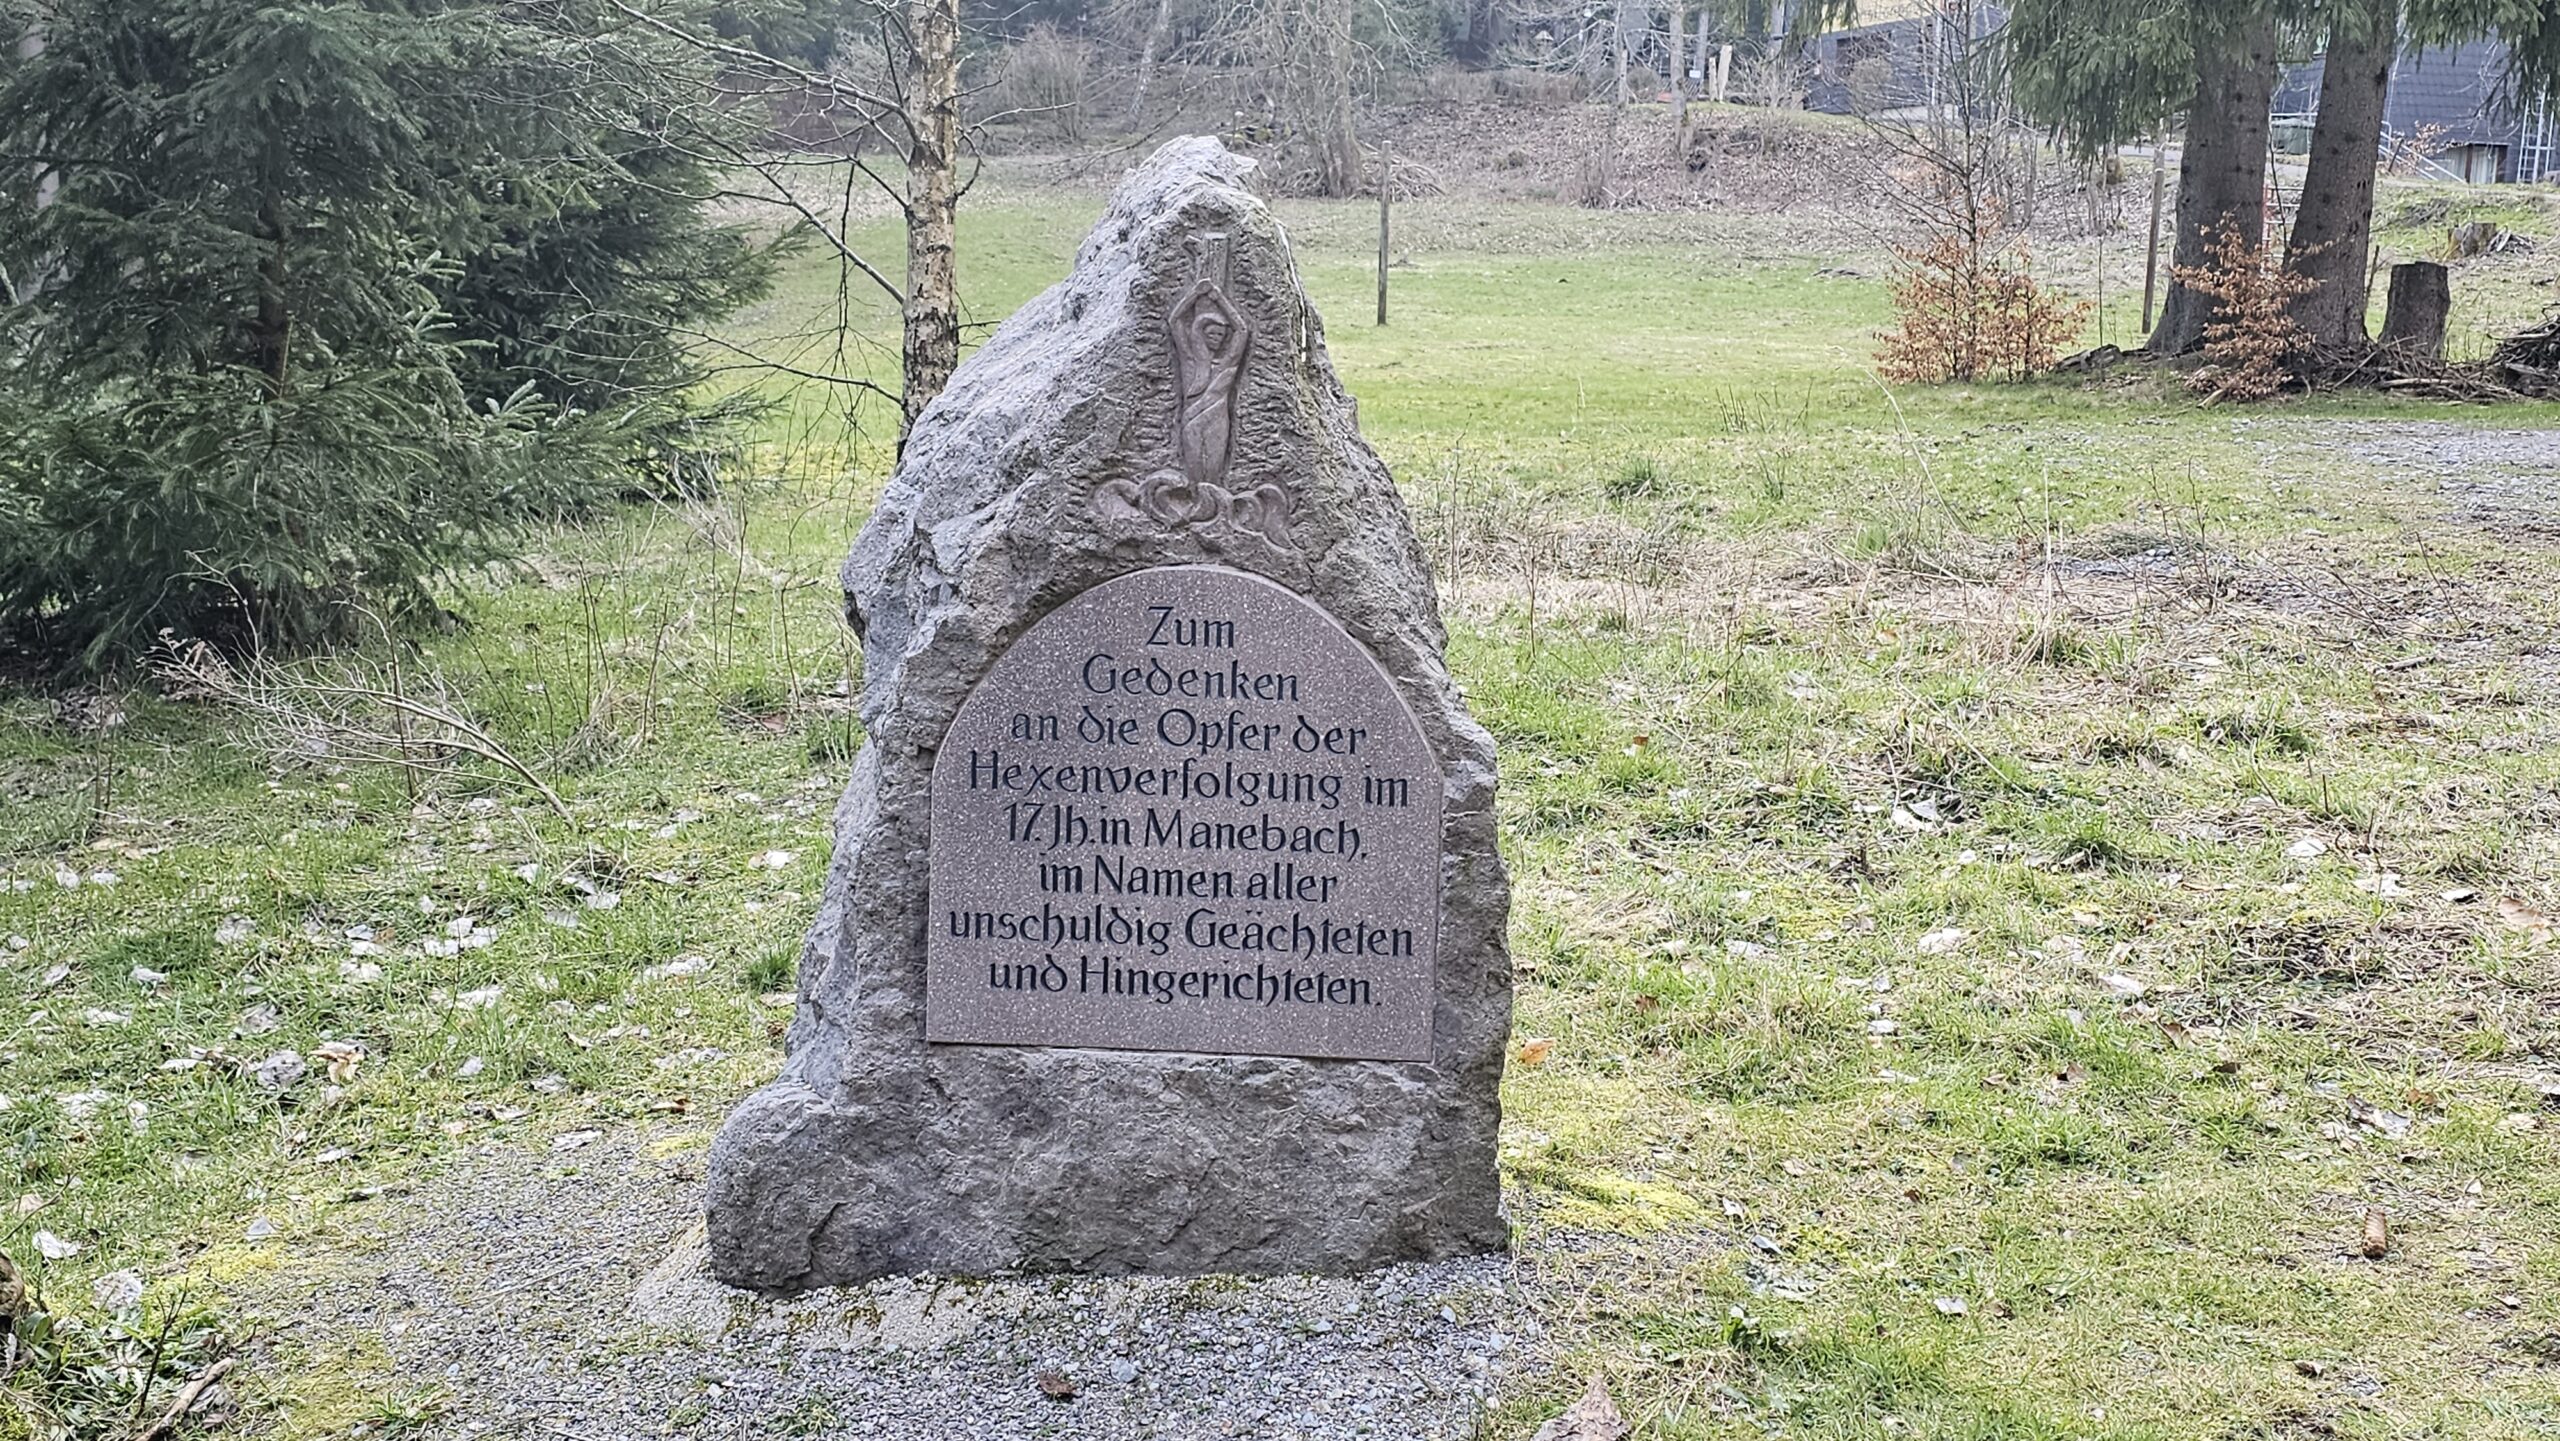 Zum
Gedenken
an die Opfer der
Hexenverfolgung im
17. Jh. in Manebach,
im Namen aller
unschuldig Geächteten
und Hingerichteten.